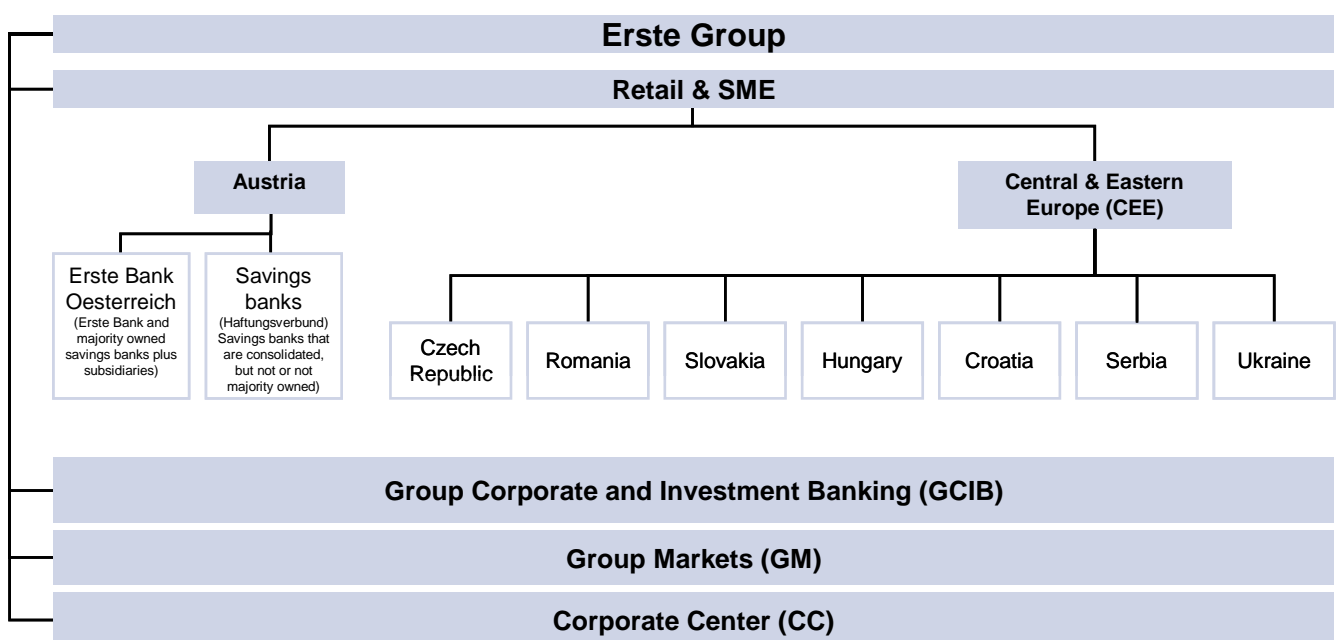 Erste Group
Retail & SME
Austria
Central & Eastern
Europe (CEE)
Erste Bank
Oesterreich
(Erste Bank and
majority owned
savings banks plus
subsidiaries)
Savings
banks
(Haftungsverbund)
Savings banks that
are consolidated,
but not or not
majority owned)
Czech
Republic
Romania
Slovakia
Hungary
Croatia
Serbia
Ukraine
Group Corporate and Investment Banking (GCIB)
Group Markets (GM)
Corporate Center (CC)